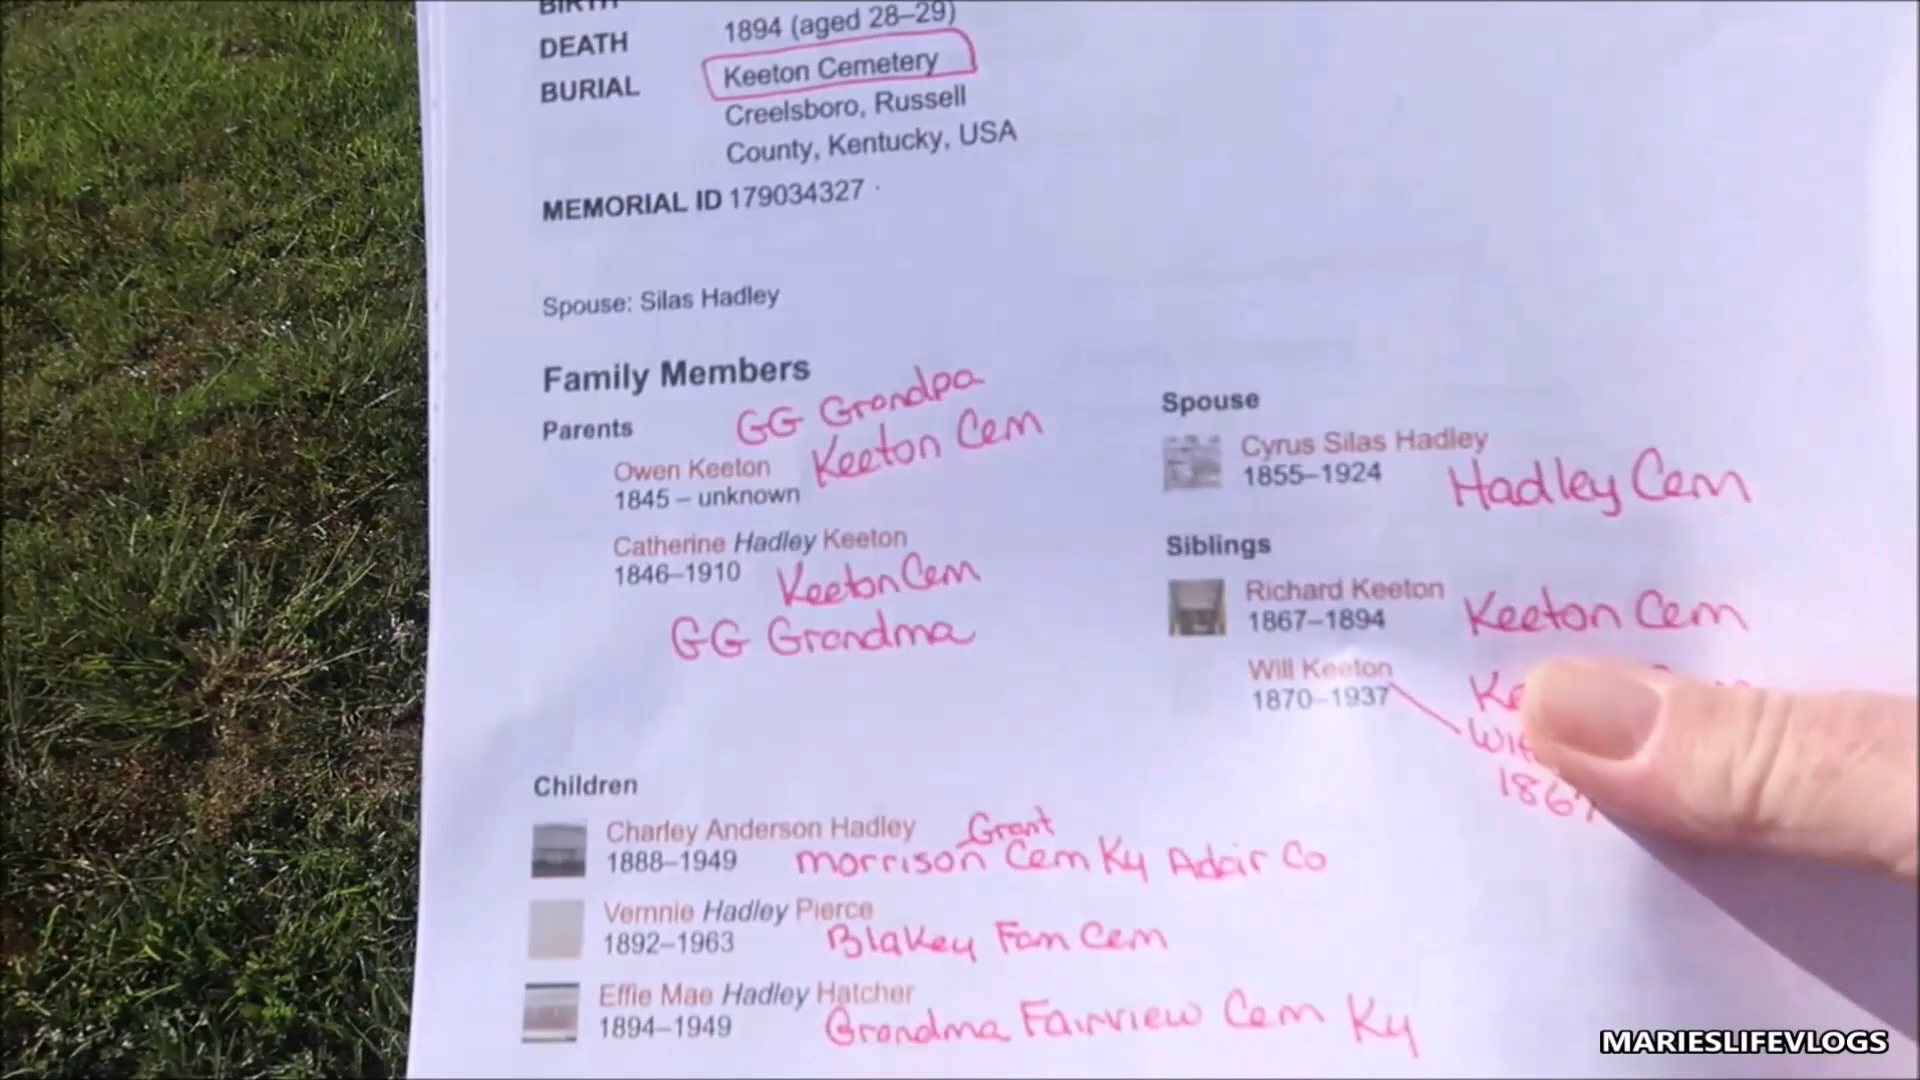 BIRTH
DEATH 1894 (aged 28–29)
BURIAL Keeton Cemetery
Creelsboro, Russell
County, Kentucky, USA
MEMORIAL ID 179034327
Spouse: Silas Hadley
Family Members
Parents
GG Grandpa
Owen Keeton Keeton Cem
1845 – unknown
Catherine Hadley Keeton
1846–1910 Keeton Cem
GG Grandma
Spouse
Cyrus Silas Hadley
1855–1924 Hadley Cem
Siblings
Richard Keeton
1867–1894 Keeton Cem
Will Keeton
1870–1937
Children
Charley Anderson Hadley Grant
1888–1949 morrison Cem Ky Adair Co
Vernnie Hadley Pierce
1892–1963 Blakey Fam Cem
Effie Mae Hadley Hatcher
1894–1949 Grandma Fairview Cem Ky
MARIESLIFEVLOGS